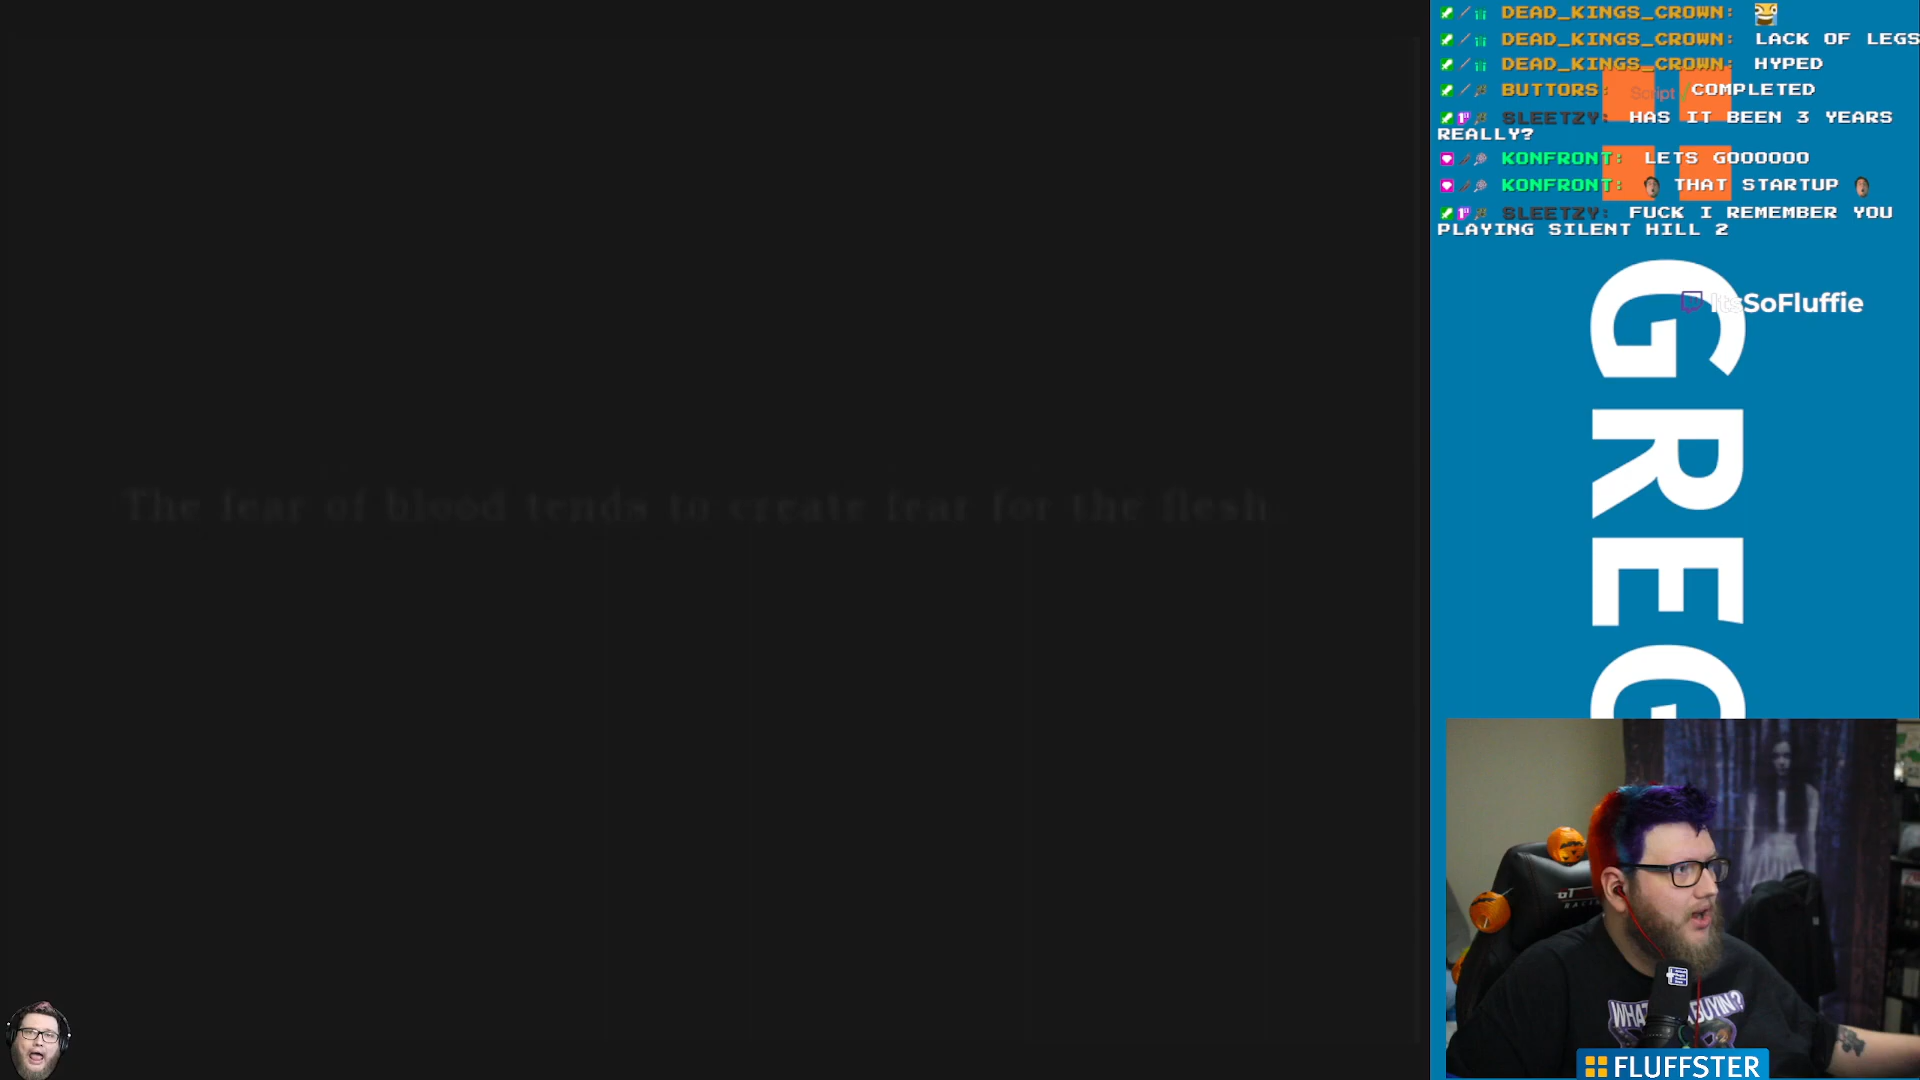 DEAD_KINGS_CROWN:
DEAD_KINGS_CROWN: LACK OF LEGS
DEAD_KINGS_CROWN: HYPED
BUTTORS: COMPLETED
Script
SLEETZY: HAS IT BEEN 3 YEARS
REALLY?
KONFRONT: LETS GOOOOOO
KONFRONT: THAT STARTUP
SLEETZY: FUCK I REMEMBER YOU
PLAYING SILENT HILL 2
ItsSoFluffie
GREG
The fear of blood tends to create fear for the flesh.
FLUFFSTER